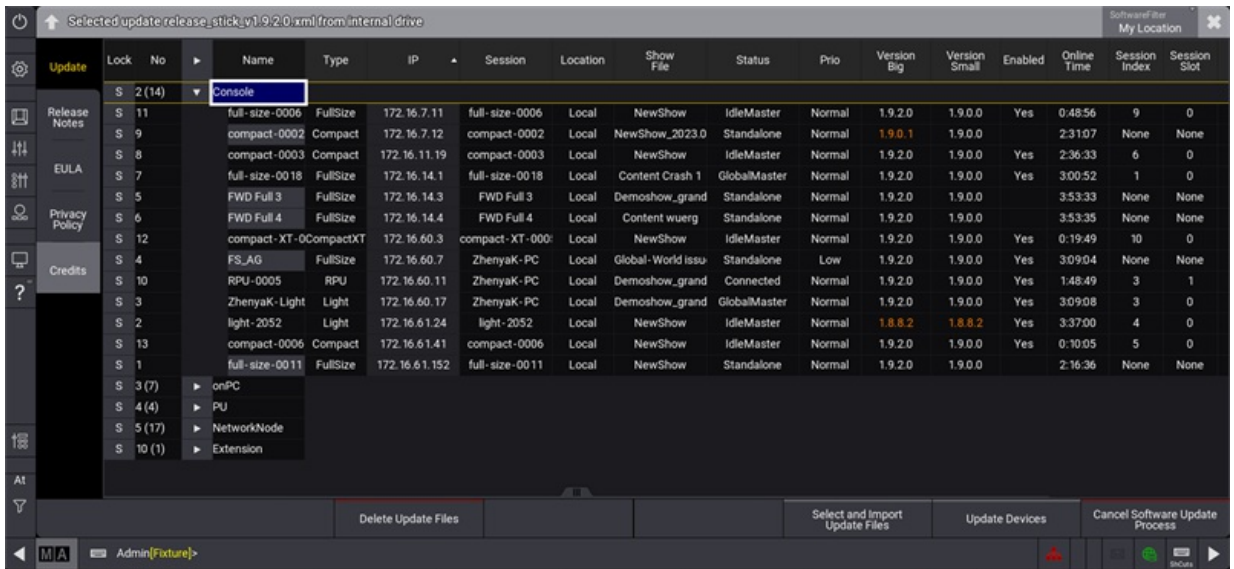 Selected update release_stick_v1.9.2.0.xml from internal drive
SoftwareFilter
My Location
Update
Release Notes
EULA
Privacy Policy
Credits
Lock No Name Type IP Session Location Show File Status Prio Version Big Version Small Enabled Online Time Session Index Session Slot
S 2 (14) Console
S 11 full-size-0006 FullSize 172.16.7.11 full-size-0006 Local NewShow IdleMaster Normal 1.9.2.0 1.9.0.0 Yes 0:48:56 9 0
S 9 compact-0002 Compact 172.16.7.12 compact-0002 Local NewShow_2023.0 Standalone Normal 1.9.0.1 1.9.0.0 2:31:07 None None
S 8 compact-0003 Compact 172.16.11.19 compact-0003 Local NewShow IdleMaster Normal 1.9.2.0 1.9.0.0 Yes 2:36:33 6 0
S 7 full-size-0018 FullSize 172.16.14.1 full-size-0018 Local Content Crash 1 GlobalMaster Normal 1.9.2.0 1.9.0.0 Yes 3:00:52 1 0
S 5 FWD Full 3 FullSize 172.16.14.3 FWD Full 3 Local Demoshow_grand Standalone Normal 1.9.2.0 1.9.0.0 3:53:33 None None
S 6 FWD Full 4 FullSize 172.16.14.4 FWD Full 4 Local Content wuerg Standalone Normal 1.9.2.0 1.9.0.0 3:53:35 None None
S 12 compact-XT-0 CompactXT 172.16.60.3 compact-XT-000 Local NewShow IdleMaster Normal 1.9.2.0 1.9.0.0 Yes 0:19:49 10 0
S 4 FS_AG FullSize 172.16.60.7 ZhenyaK-PC Local Global-World issu Standalone Low 1.9.2.0 1.9.0.0 Yes 3:09:04 None None
S 10 RPU-0005 RPU 172.16.60.11 ZhenyaK-PC Local Demoshow_grand Connected Normal 1.9.2.0 1.9.0.0 Yes 1:48:49 3 1
S 3 ZhenyaK-Light Light 172.16.60.17 ZhenyaK-PC Local Demoshow_grand GlobalMaster Normal 1.9.2.0 1.9.0.0 Yes 3:09:08 3 0
S 2 light-2052 Light 172.16.61.24 light-2052 Local NewShow IdleMaster Normal 1.8.8.2 1.8.8.2 Yes 3:37:00 4 0
S 13 compact-0006 Compact 172.16.61.41 compact-0006 Local NewShow IdleMaster Normal 1.9.2.0 1.9.0.0 Yes 0:10:05 5 0
S 1 full-size-0011 FullSize 172.16.61.152 full-size-0011 Local NewShow Standalone Normal 1.9.2.0 1.9.0.0 2:16:36 None None
S 3 (7) onPC
S 4 (4) PU
S 5 (17) NetworkNode
S 10 (1) Extension
At
Delete Update Files
Select and Import Update Files
Update Devices
Cancel Software Update Process
MA Admin[Fixture]>
ShCuts